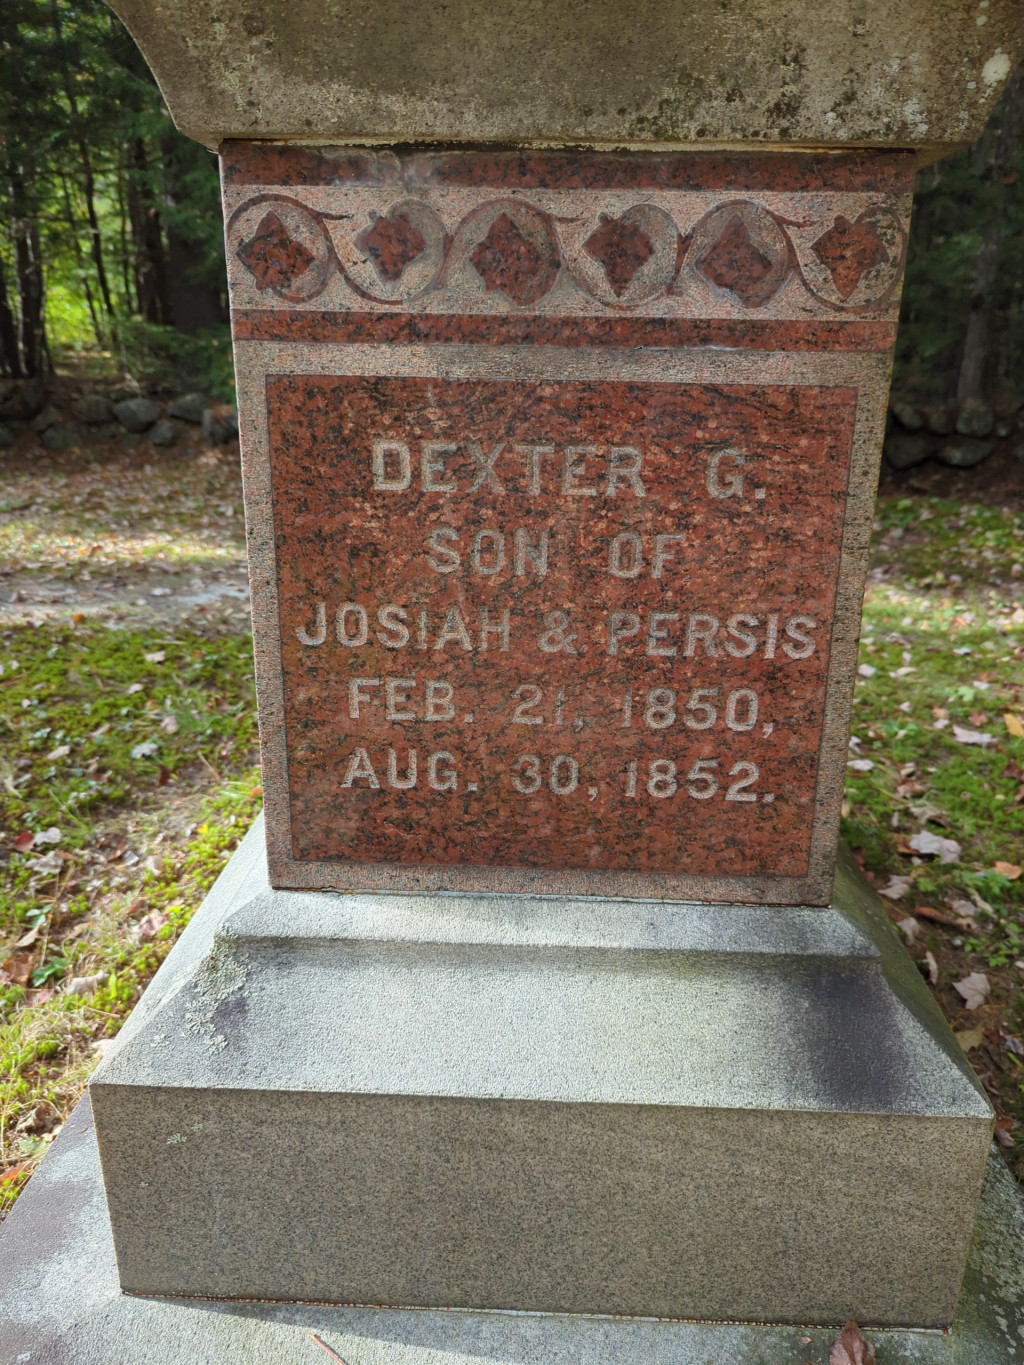 DEXTER G.
SON OF
JOSIAH & PERSIS
FEB. 21, 1850,
AUG. 30, 1852.